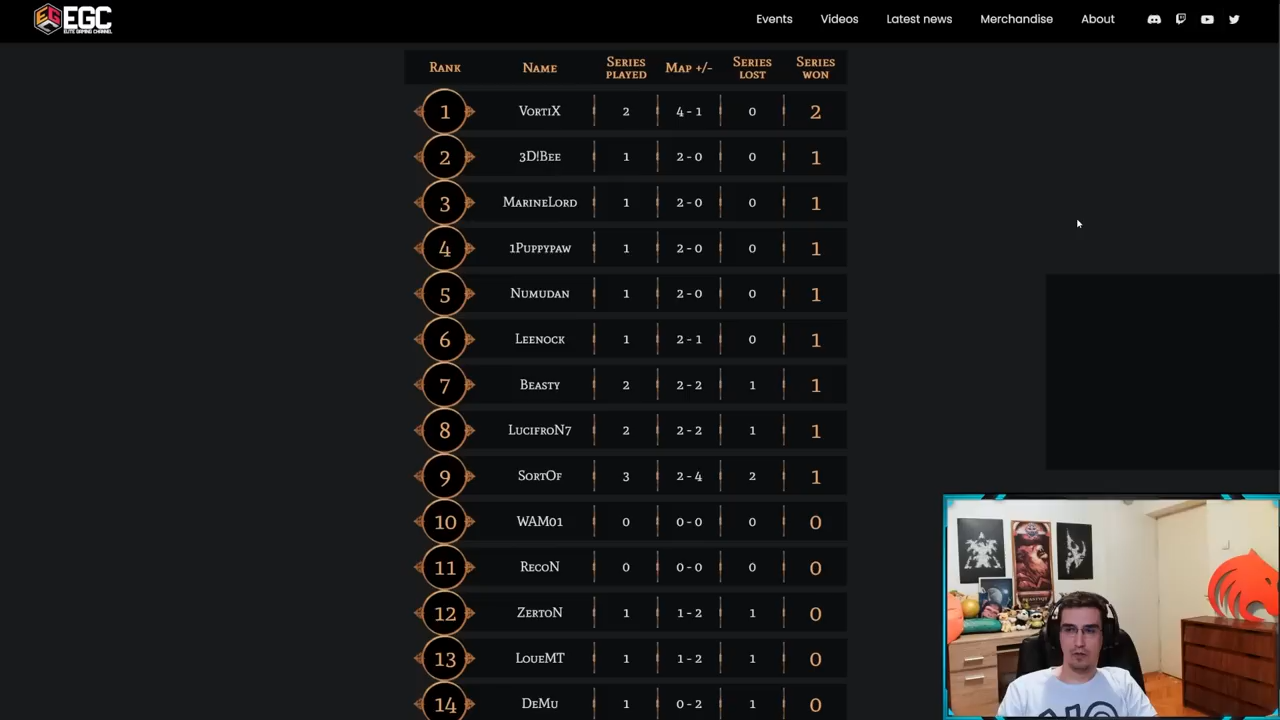 EGC
ELITE GAMING CHANNEL
Events Videos Latest news Merchandise About
Rank Name Series Played Map +/- Series Lost Series Won
1 VortiX 2 4 - 1 0 2
2 3D!Bee 1 2 - 0 0 1
3 MarineLord 1 2 - 0 0 1
4 1Puppypaw 1 2 - 0 0 1
5 Numudan 1 2 - 0 0 1
6 Leenock 1 2 - 1 0 1
7 Beasty 2 2 - 2 1 1
8 LucifroN7 2 2 - 2 1 1
9 SortOf 3 2 - 4 2 1
10 WAM01 0 0 - 0 0 0
11 RecoN 0 0 - 0 0 0
12 ZertoN 1 1 - 2 1 0
13 LoueMT 1 1 - 2 1 0
14 DeMu 1 0 - 2 1 0